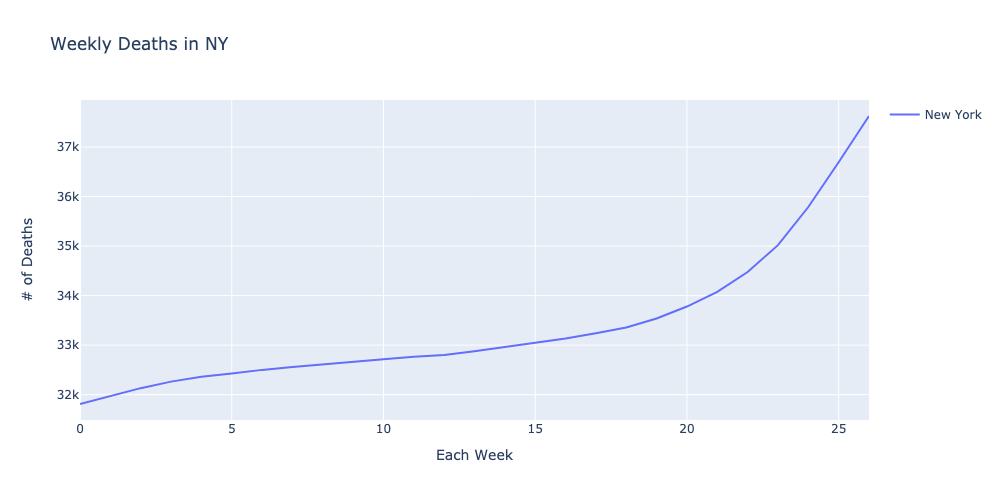 Weekly Deaths in NY
New York
37k
36k
35k
34k
33k
32k
# of Deaths
0 5 10 15 20 25
Each Week